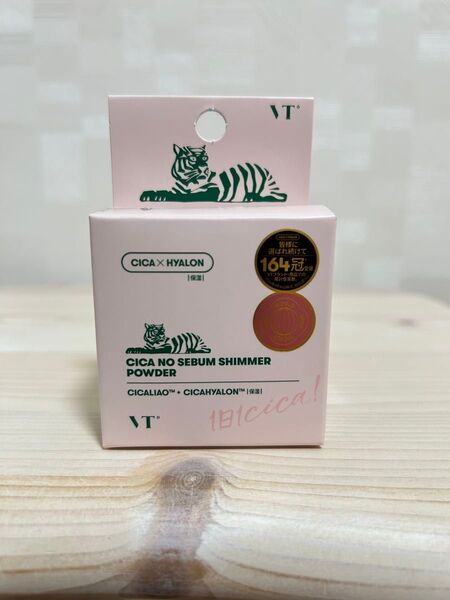 VT
CICA×HYALON
|保湿|
皆様に
選ばれ続けて
164冠
CICA NO SEBUM SHIMMER
POWDER
CICALIAO™ + CICAHYALON™ |保湿|
VT
1日1cica!